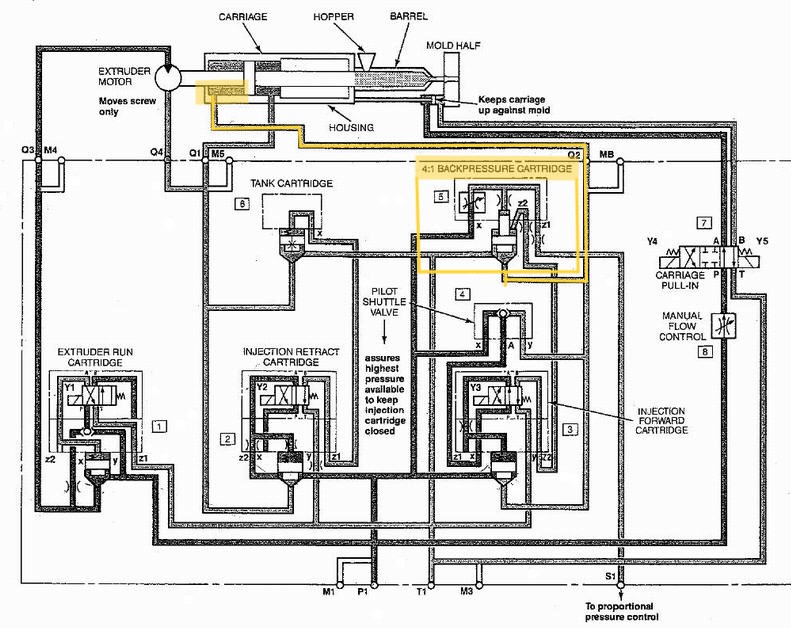 CARRIAGE
HOPPER
BARREL
MOLD HALF
EXTRUDER
MOTOR
Moves screw
only
Keeps carriage
up against mold
HOUSING
Q3
M4
Q4
Q1
M5
Q2
MB
TANK CARTRIDGE
6
x
4:1 BACKPRESSURE CARTRIDGE
5
z2
x
z1
7
Y4
A
B
Y5
P
T
CARRIAGE
PULL-IN
PILOT
SHUTTLE
VALVE
4
x
A
y
MANUAL
FLOW
CONTROL
8
assures
highest
pressure
available
to keep
injection
cartridge
closed
EXTRUDER RUN
CARTRIDGE
A B
Y1
P T
1
z2
x
y
z1
INJECTION RETRACT
CARTRIDGE
A B
Y2
P T
2
z2
x
y
z1
A B
Y3
P T
3
z1
x
y
z2
INJECTION
FORWARD
CARTRIDGE
M1
P1
T1
M3
S1
To proportional
pressure control